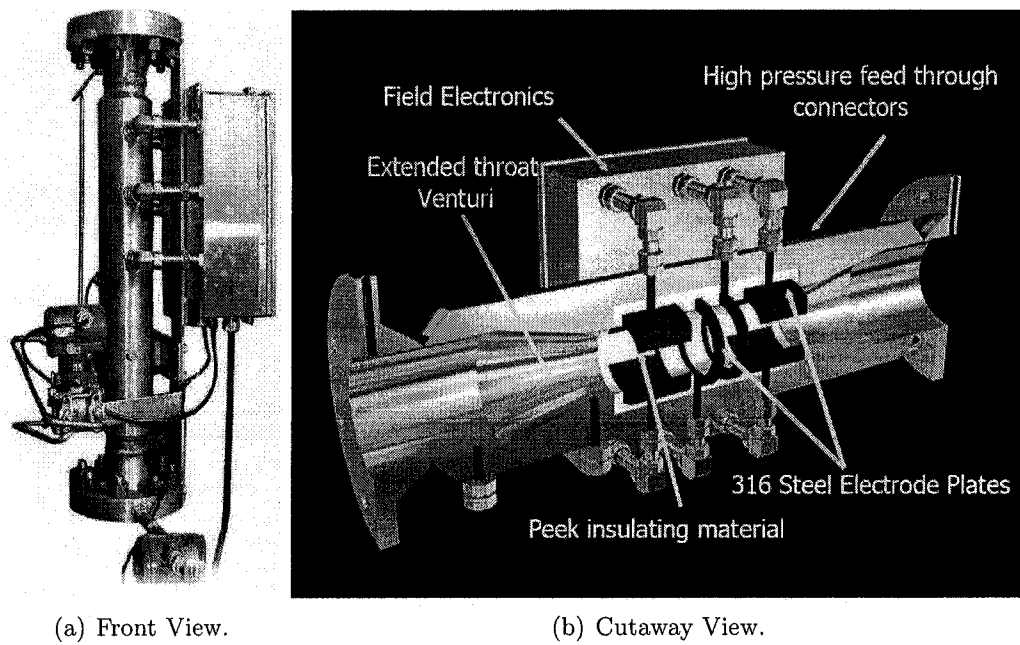 Field Electronics
High pressure feed through
connectors
Extended throat
Venturi
316 Steel Electrode Plates
Peek insulating material
(a) Front View.
(b) Cutaway View.